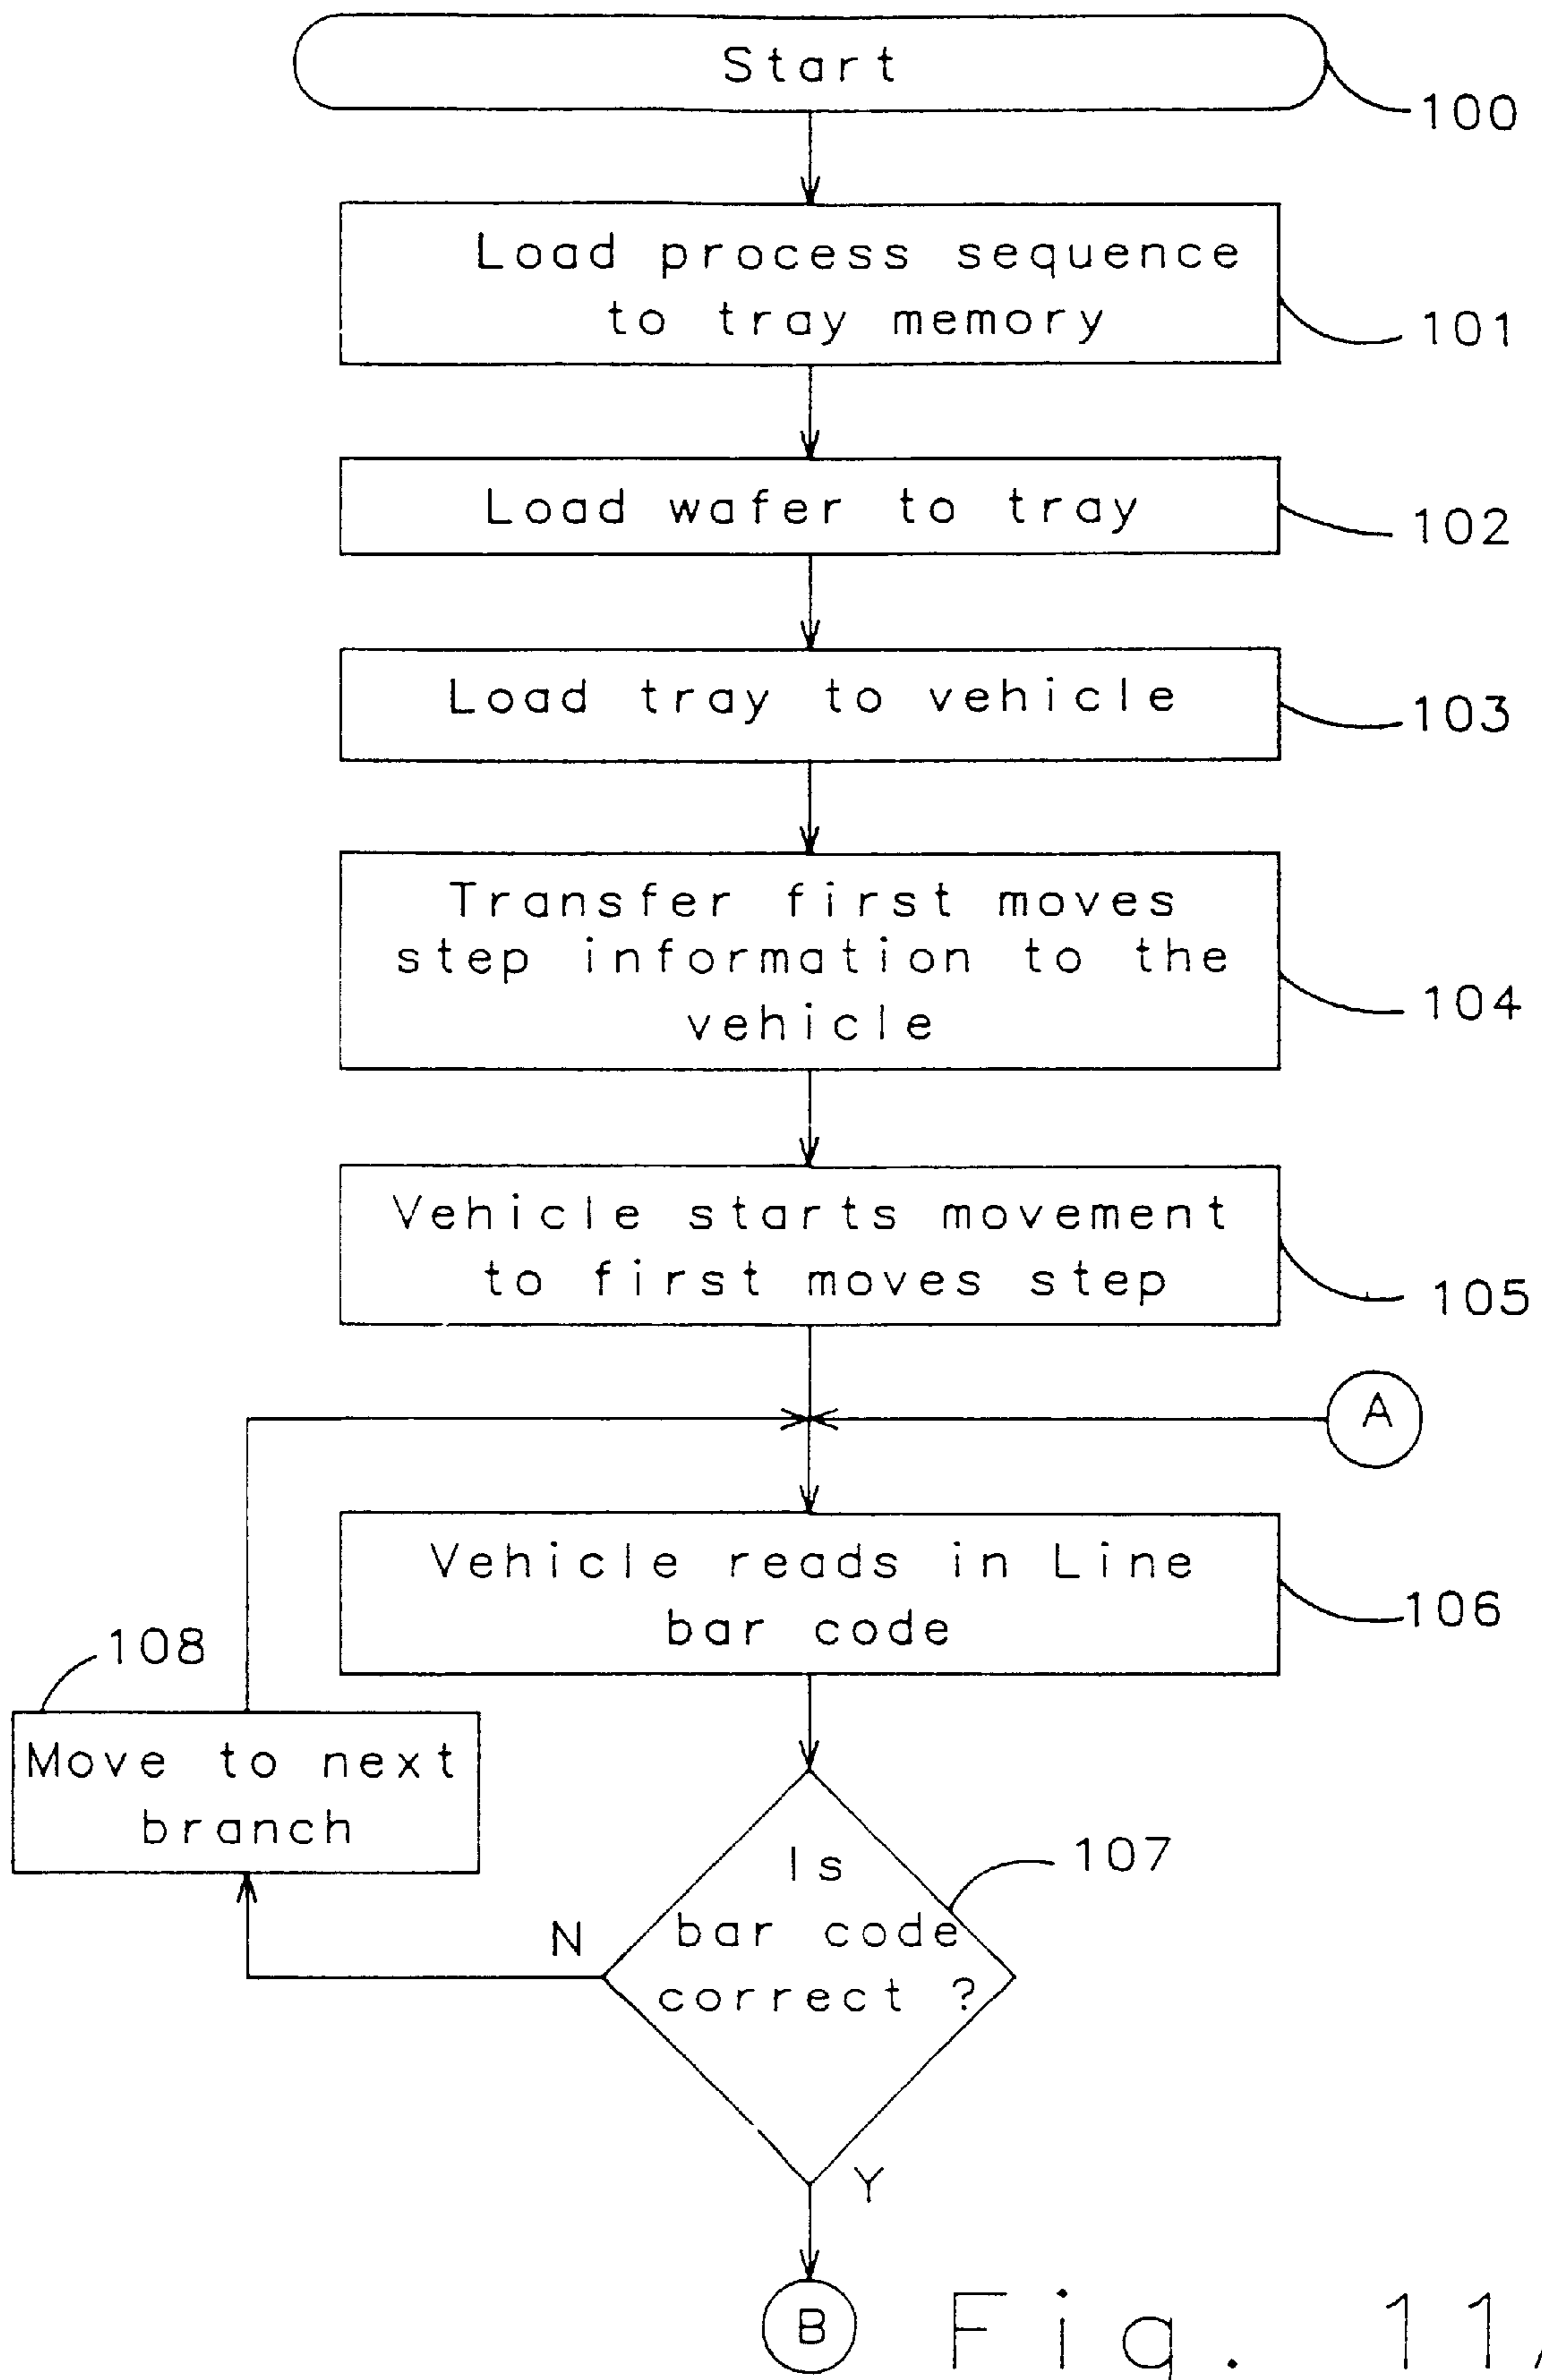 Start
100
Load process sequence
to tray memory
101
Load wafer to tray
102
Load tray to vehicle
103
Transfer first moves
step information to the
vehicle
104
Vehicle starts movement
to first moves step
105
A
Vehicle reads in Line
bar code
106
108
Move to next
branch
Is
bar code
correct ?
107
N
Y
B
Fig. 11